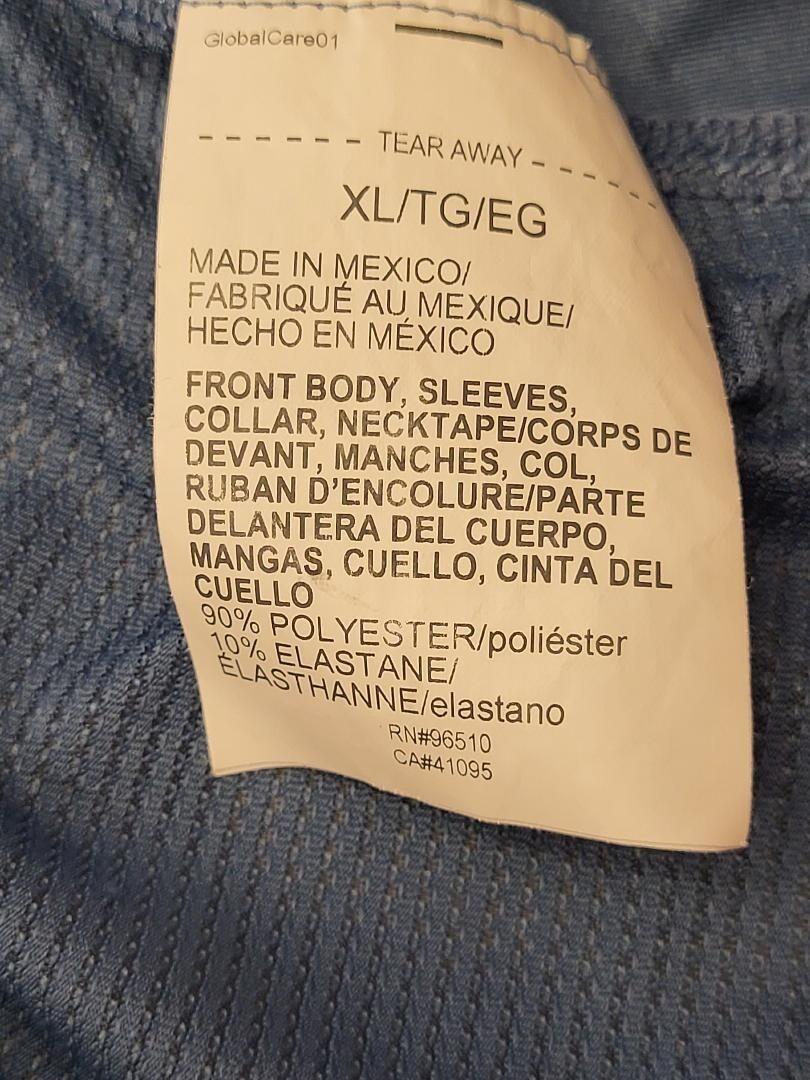 GlobalCare01
TEAR AWAY
XL/TG/EG
MADE IN MEXICO/
FABRIQUÉ AU MEXIQUE/
HECHO EN MÉXICO
FRONT BODY, SLEEVES,
COLLAR, NECKTAPE/CORPS DE
DEVANT, MANCHES, COL,
RUBAN D'ENCOLURE/PARTE
DELANTERA DEL CUERPO,
MANGAS, CUELLO, CINTA DEL
CUELLO
90% POLYESTER/poliéster
10% ELASTANE/
ÉLASTHANNE/elastano
RN#96510
CA#41095